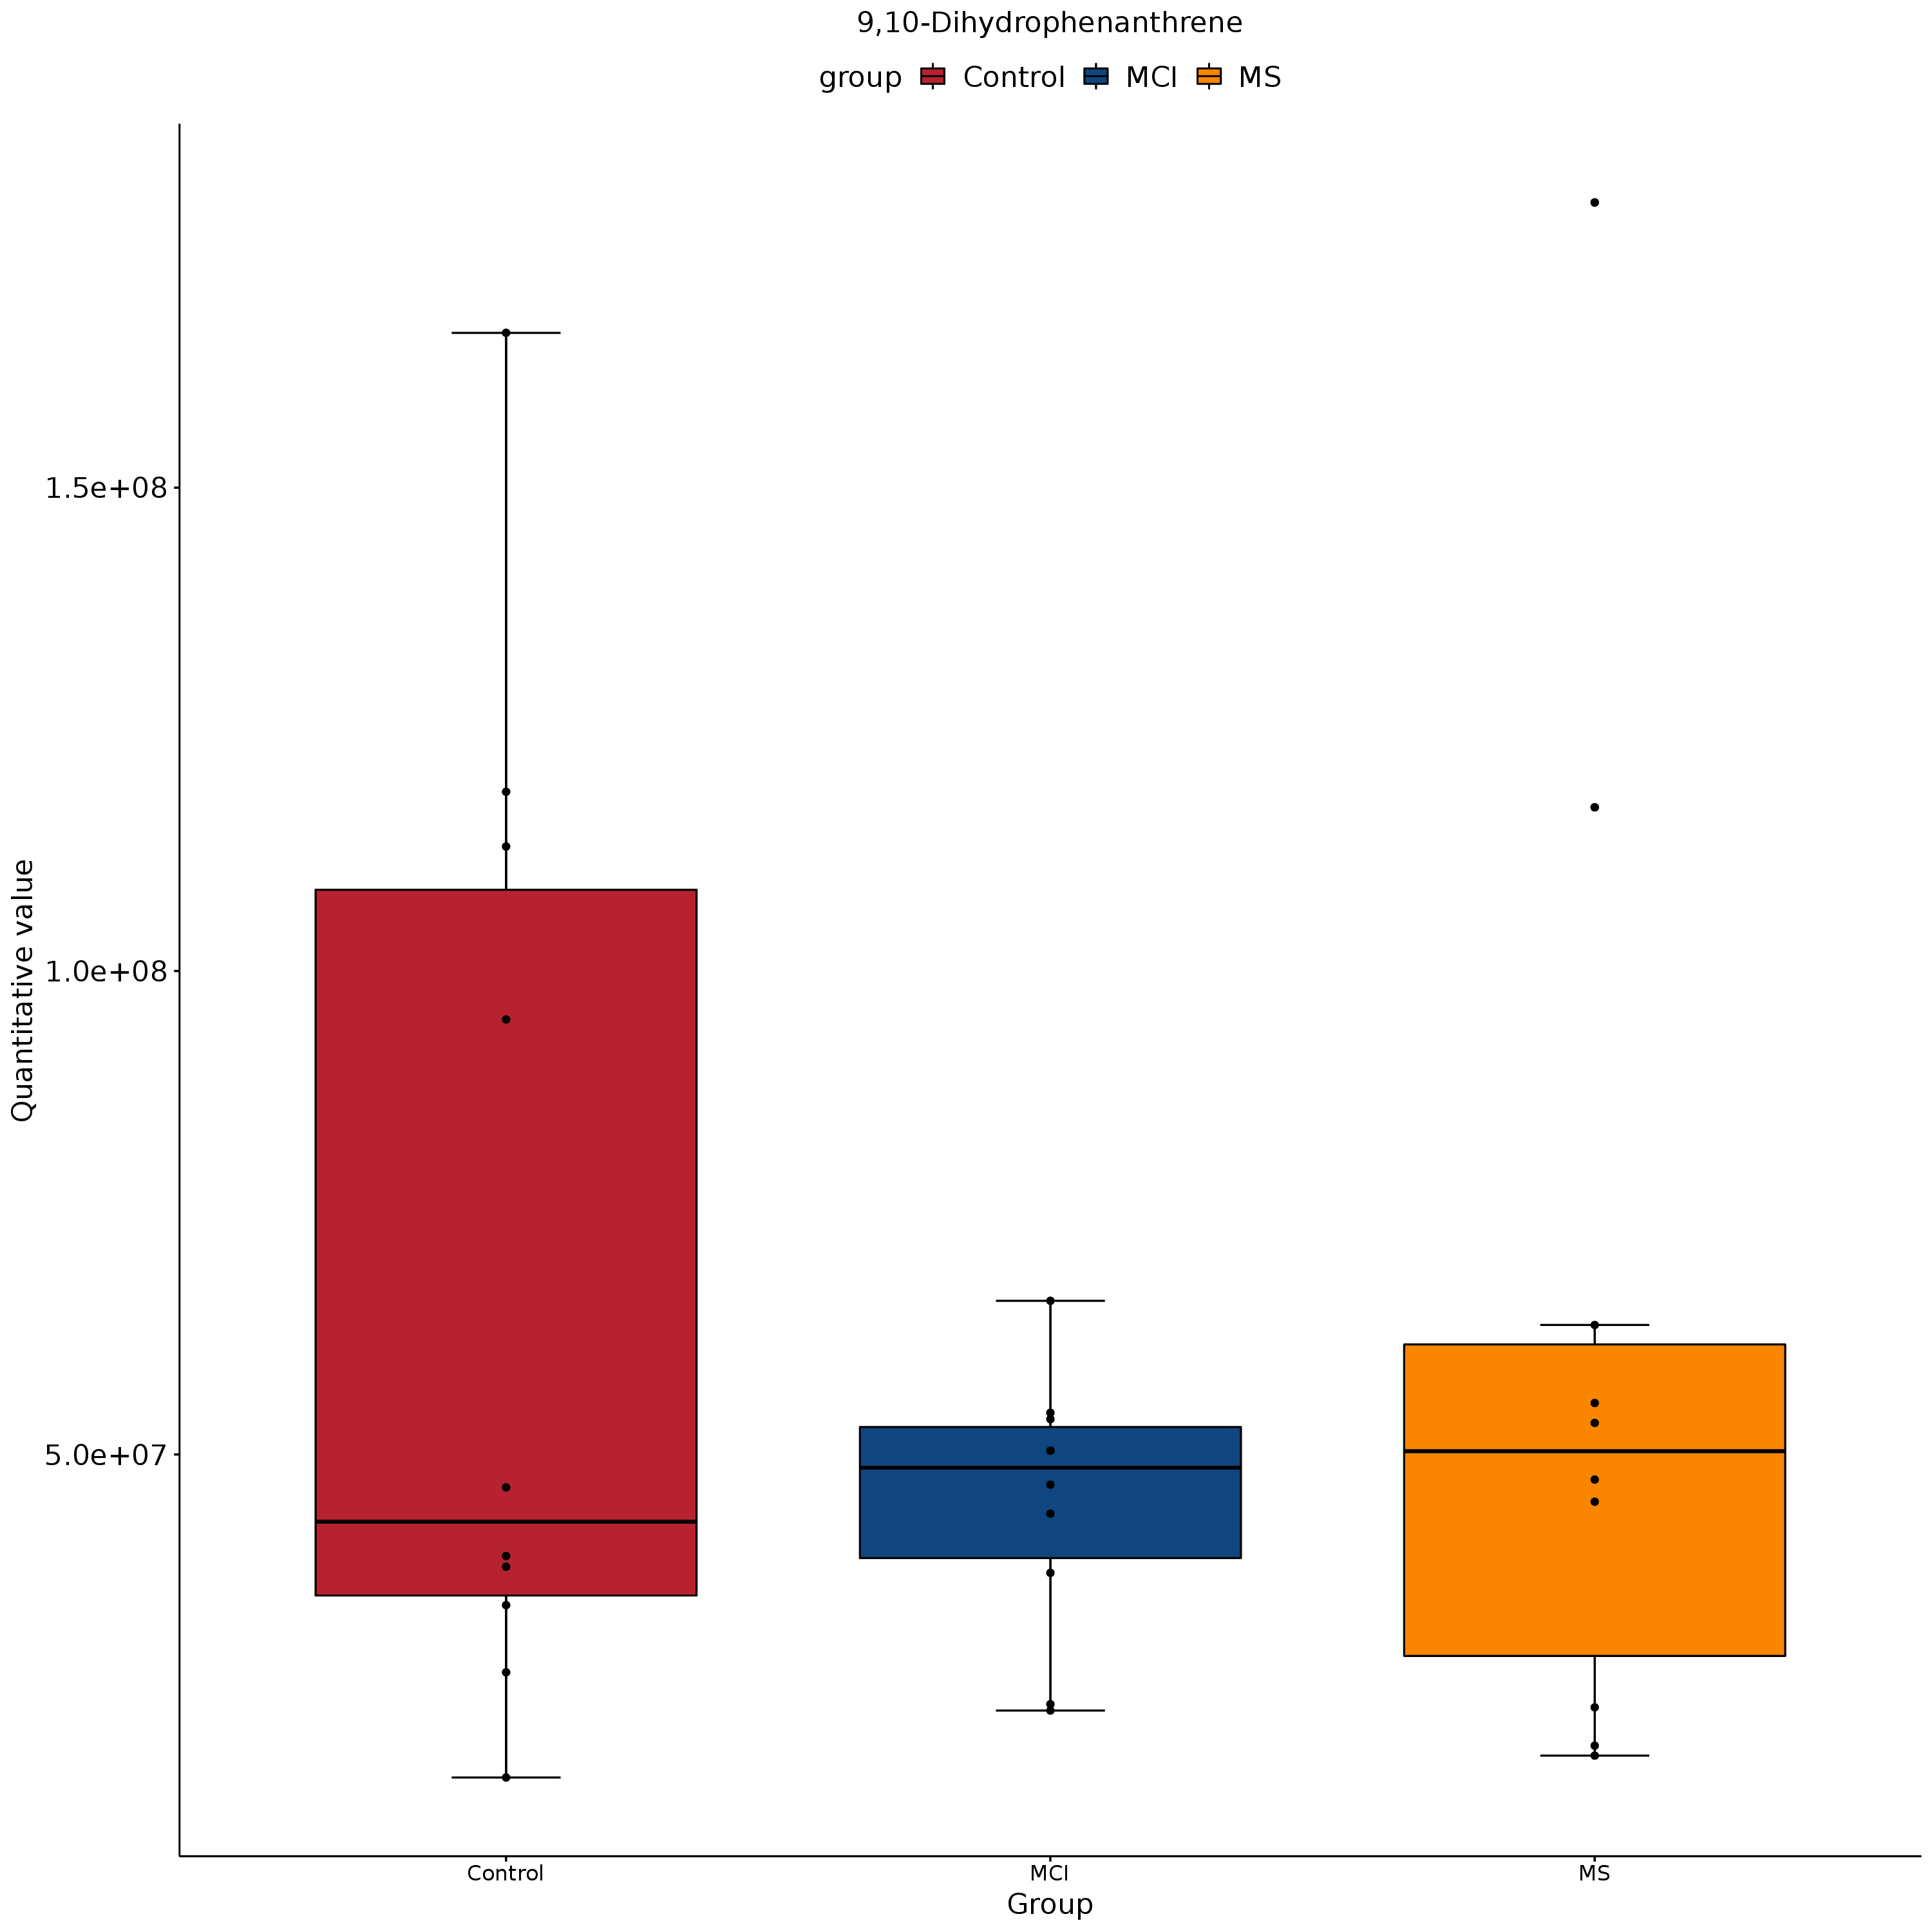 9,10-Dihydrophenanthrene
group Control MCI MS
1.5e+08
1.0e+08
5.0e+07
Quantitative value
Control MCI MS
Group